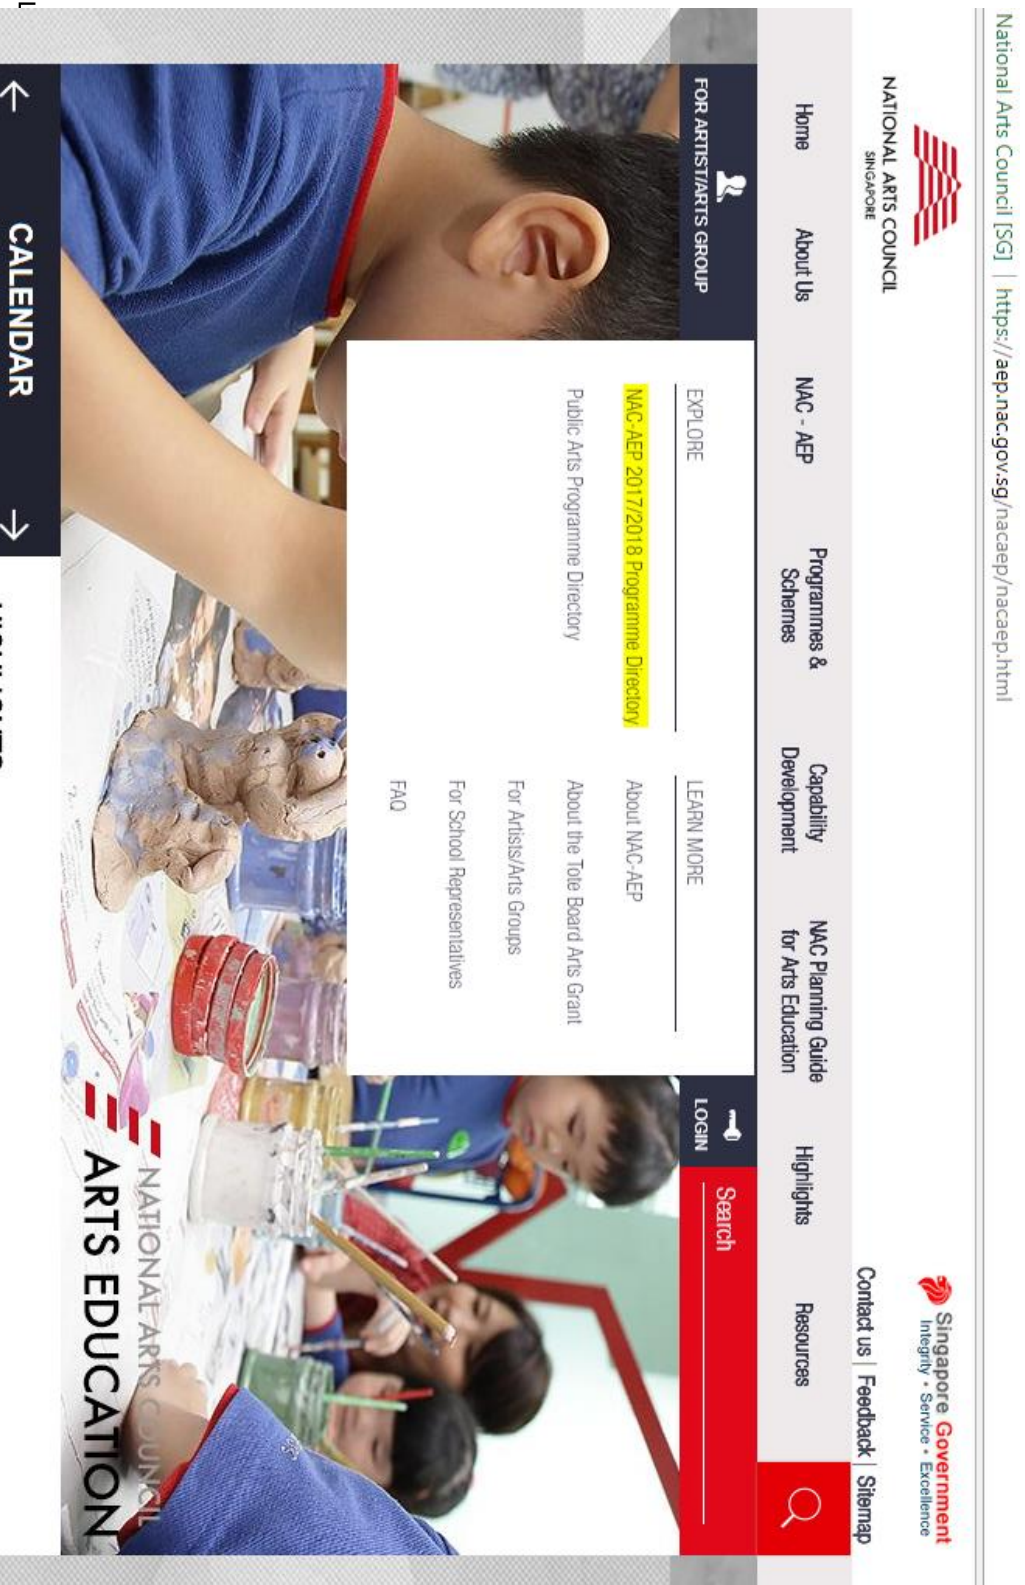 National Arts Council [SG] | https://aep.nac.gov.sg/nacaep/nacaep.html
NATIONAL ARTS COUNCIL
SINGAPORE
Singapore Government
Integrity • Service • Excellence
Contact us | Feedback | Sitemap
Home
About Us
NAC - AEP
Programmes &
Schemes
Capability
Development
NAC Planning Guide
for Arts Education
Highlights
Resources
FOR ARTIST/ARTS GROUP
LOGIN
Search
EXPLORE
NAC-AEP 2017/2018 Programme Directory
Public Arts Programme Directory
LEARN MORE
About NAC-AEP
About the Tote Board Arts Grant
For Artists/Arts Groups
For School Representatives
FAQ
NATIONAL ARTS COUNCIL
ARTS EDUCATION
← CALENDAR →